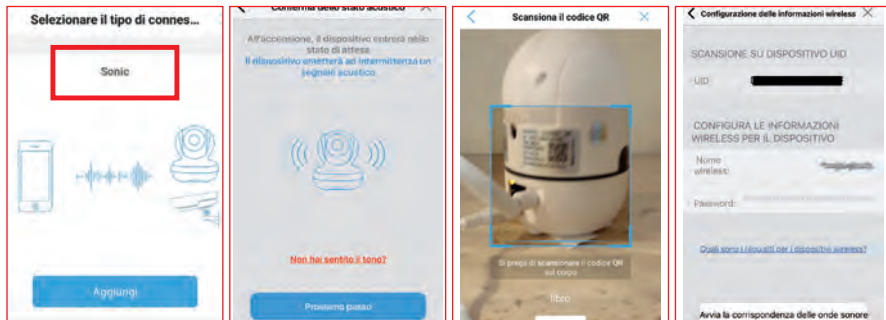 Selezionare il tipo di connes...
Sonic
Aggiungi
Conferma dello stato acustico
All'accensione, il dispositivo entrerà nello
stato di attesa
Il dispositivo emetterà ad intermittenza un
segnale acustico
Non hai sentito il tono?
Prossimo passo
Scansiona il codice QR
Si prega di scansionare il codice QR
sul corpo
libro
Configurazione delle informazioni wireless
SCANSIONE SU DISPOSITIVO UID
UID
CONFIGURA LE INFORMAZIONI
WIRELESS PER IL DISPOSITIVO
Nome
wireless:
Password:
Quali sono i requisiti per i dispositivi wireless?
Avvia la corrispondenza delle onde sonore